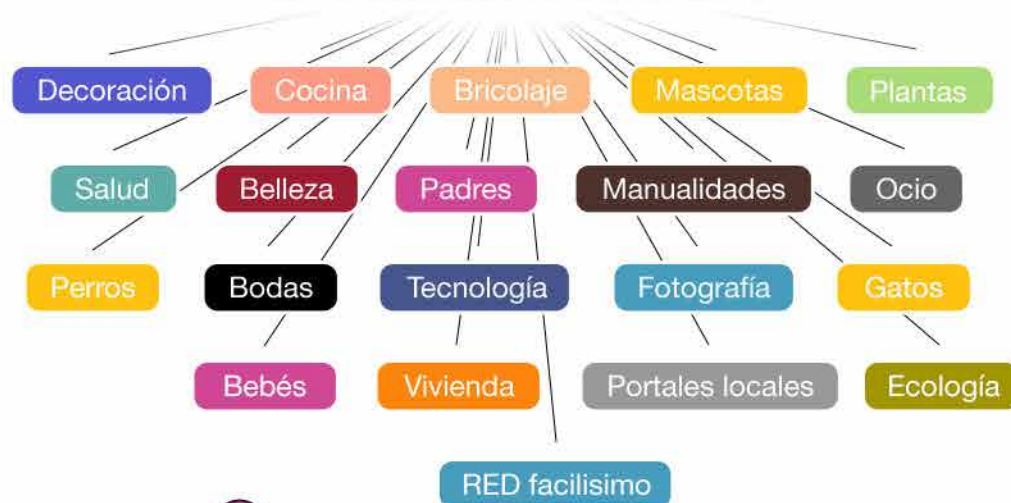 Decoración Cocina Bricolaje Mascotas Plantas
Salud Belleza Padres Manualidades Ocio
Perros Bodas Tecnología Fotografía Gatos
Bebés Vivienda Portales locales Ecología
RED facilisimo